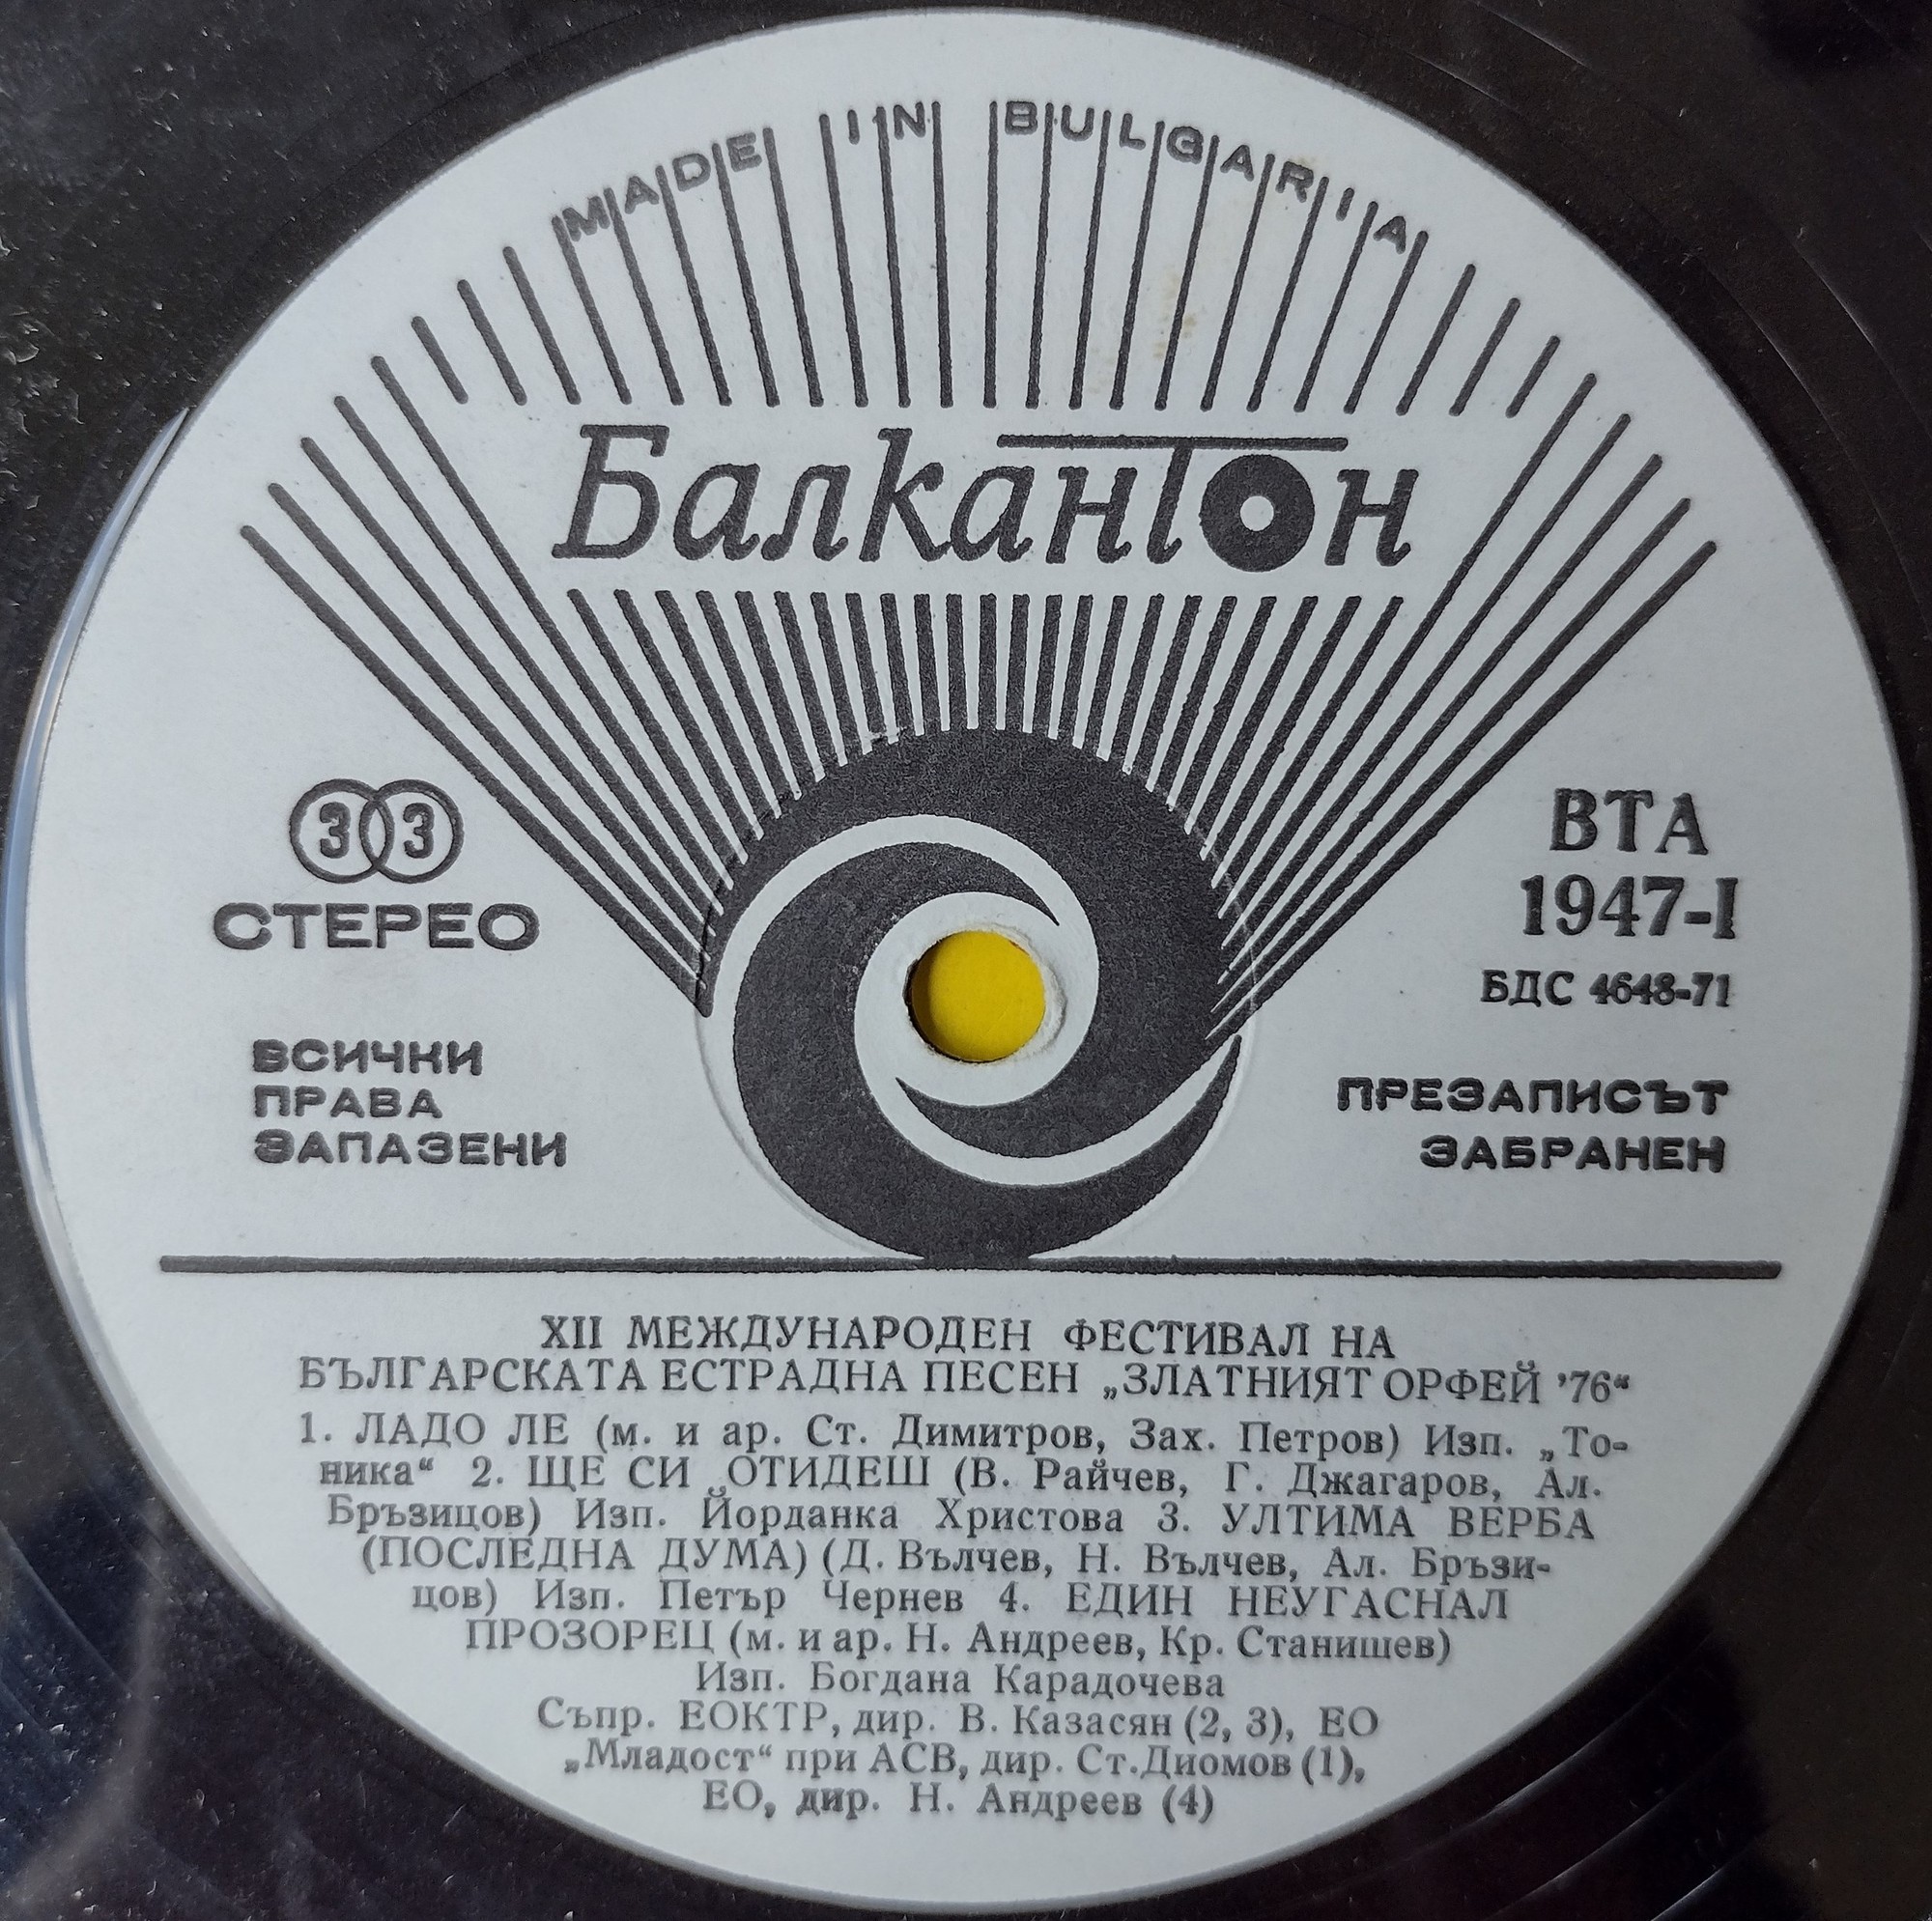 MADE IN BULGARIA
Балкантон
33
СТЕРЕО
ВСИЧКИ
ПРАВА
ЗАПАЗЕНИ
ВТА
1947-I
БДС 4648-71
ПРЕЗАПИСЪТ
ЗАБРАНЕН
XII МЕЖДУНАРОДЕН ФЕСТИВАЛ НА
БЪЛГАРСКАТА ЕСТРАДНА ПЕСЕН „ЗЛАТНИЯТ ОРФЕЙ ’76“
1. ЛАДО ЛЕ (м. и ар. Ст. Димитров, Зах. Петров) Изп. „То-
ника“ 2. ЩЕ СИ ОТИДЕШ (В. Райчев, Г. Джагаров, Ал.
Бръзицов) Изп. Йорданка Христова 3. УЛТИМА ВЕРБА
(ПОСЛЕДНА ДУМА) (Д. Вълчев, Н. Вълчев, Ал. Бръзи-
цов) Изп. Петър Чернев 4. ЕДИН НЕУГАСНАЛ
ПРОЗОРЕЦ (м. и ар. Н. Андреев, Кр. Станишев)
Изп. Богдана Карадочева
Съпр. ЕОКТР, дир. В. Казасян (2, 3), ЕО
„Младост“ при АСВ, дир. Ст. Диомов (1),
ЕО, дир. Н. Андреев (4)